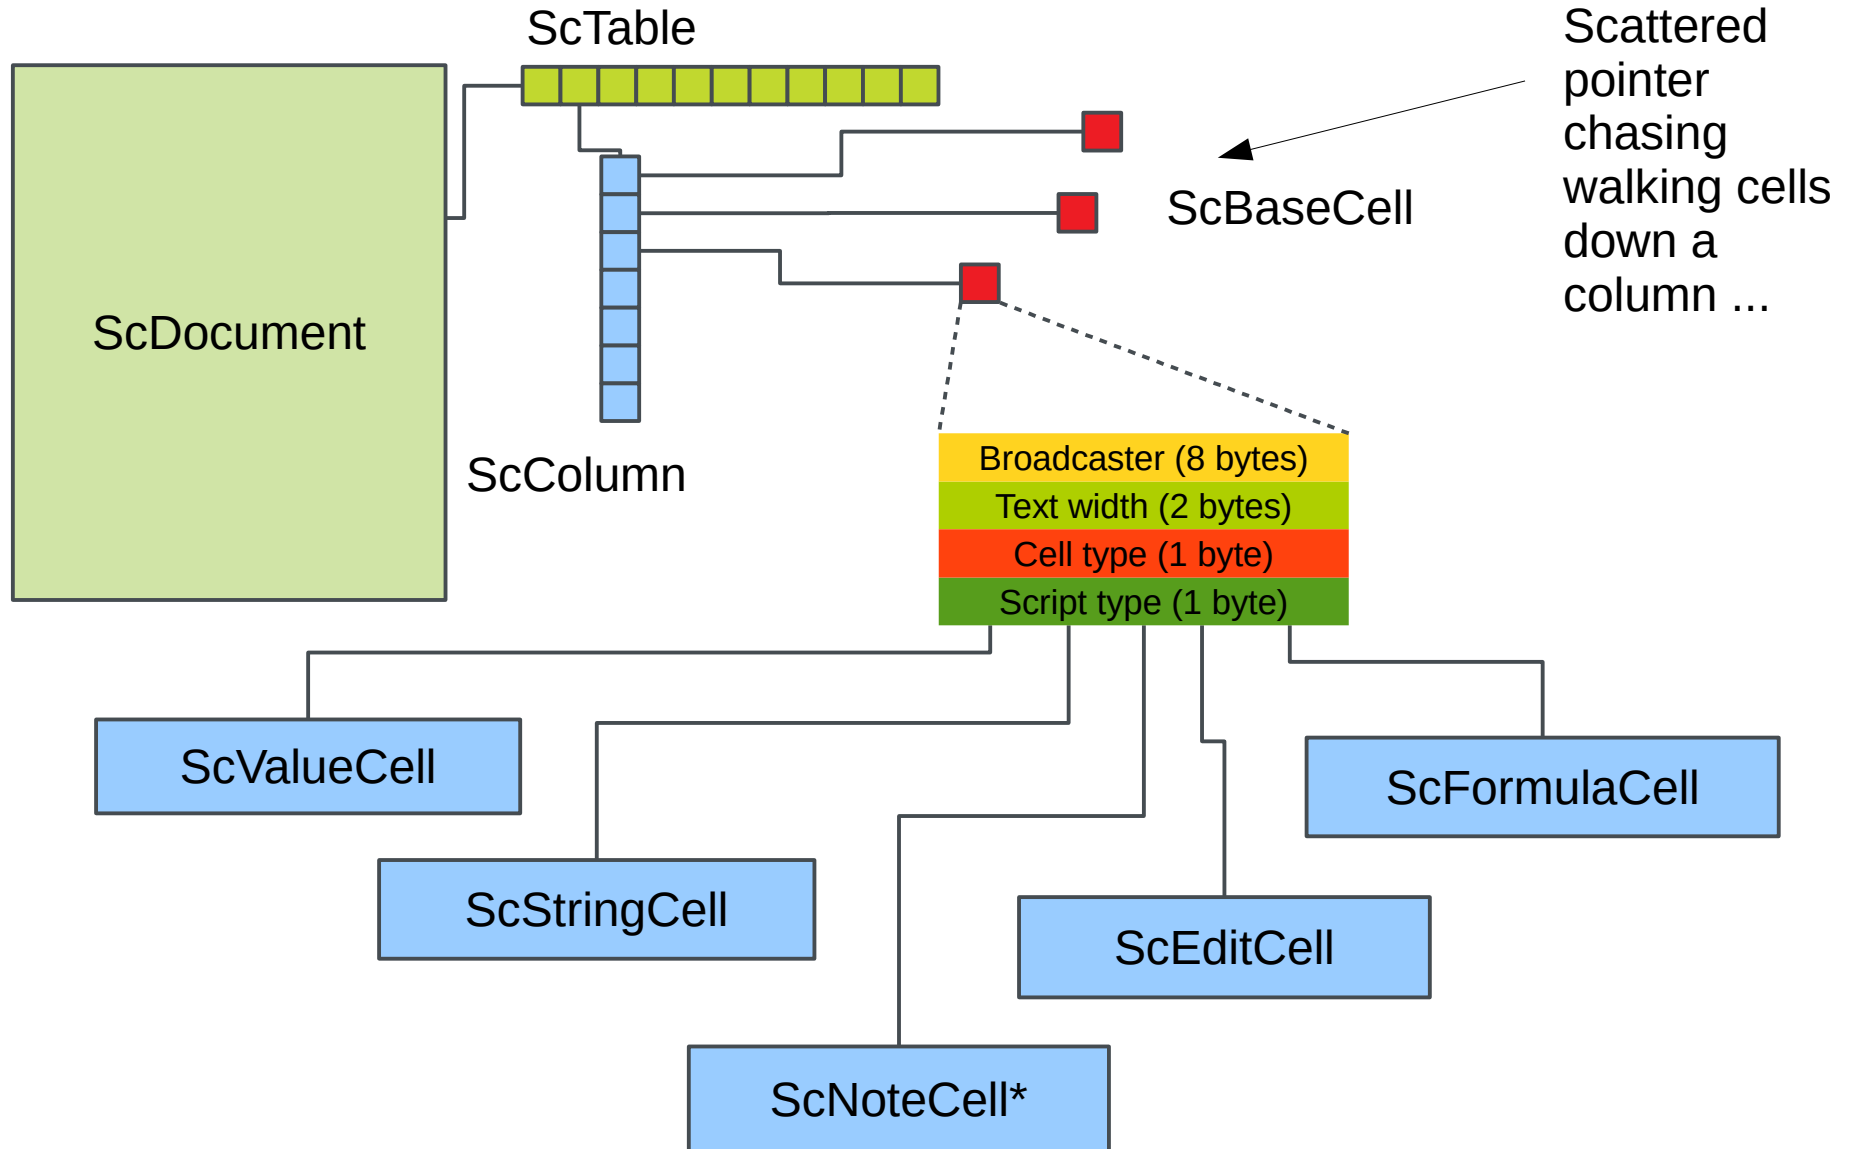 ScTable
Scattered
pointer
chasing
walking cells
down a
column ...
ScBaseCell
ScDocument
ScColumn
Broadcaster (8 bytes)
Text width (2 bytes)
Cell type (1 byte)
Script type (1 byte)
ScValueCell
ScFormulaCell
ScStringCell
ScEditCell
ScNoteCell*